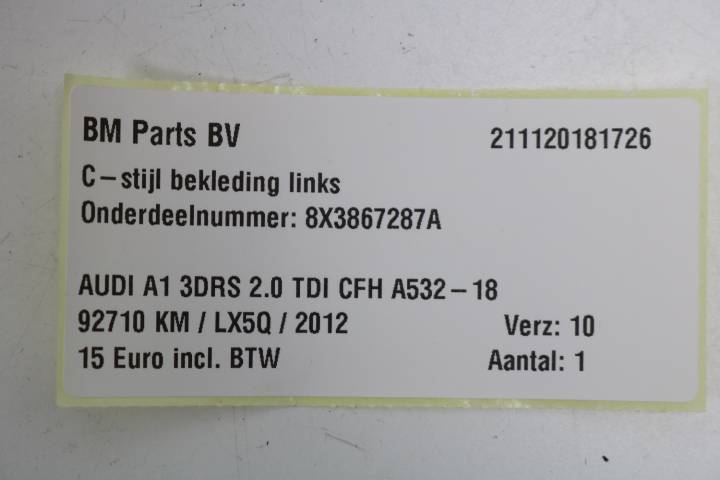 BM Parts BV 211120181726
C-stijl bekleding links
Onderdeelnummer: 8X3867287A
AUDI A1 3DRS 2.0 TDI CFH A532-18
92710 KM / LX5Q / 2012 Verz: 10
15 Euro incl. BTW Aantal: 1